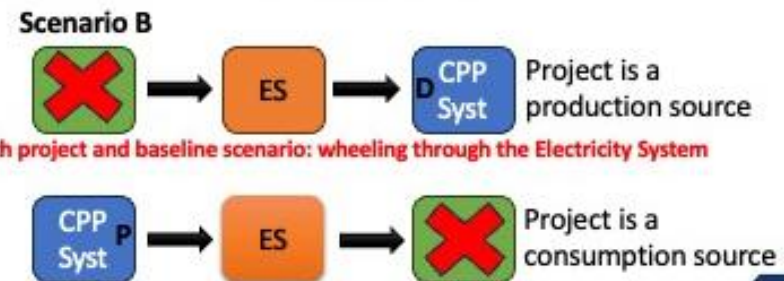 Scenario B
ES
D CPP
Syst
Project is a
production source
h project and baseline scenario: wheeling through the Electricity System
CPP P
Syst
ES
Project is a
consumption source